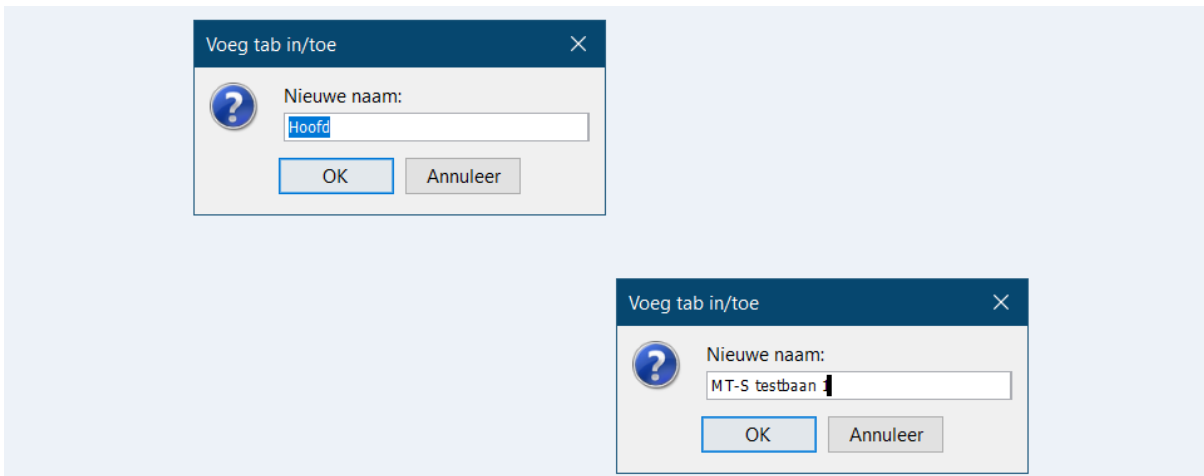 Voeg tab in/toe
Nieuwe naam:
Hoofd
OK Annuleer
Voeg tab in/toe
Nieuwe naam:
MT-S testbaan 1
OK Annuleer